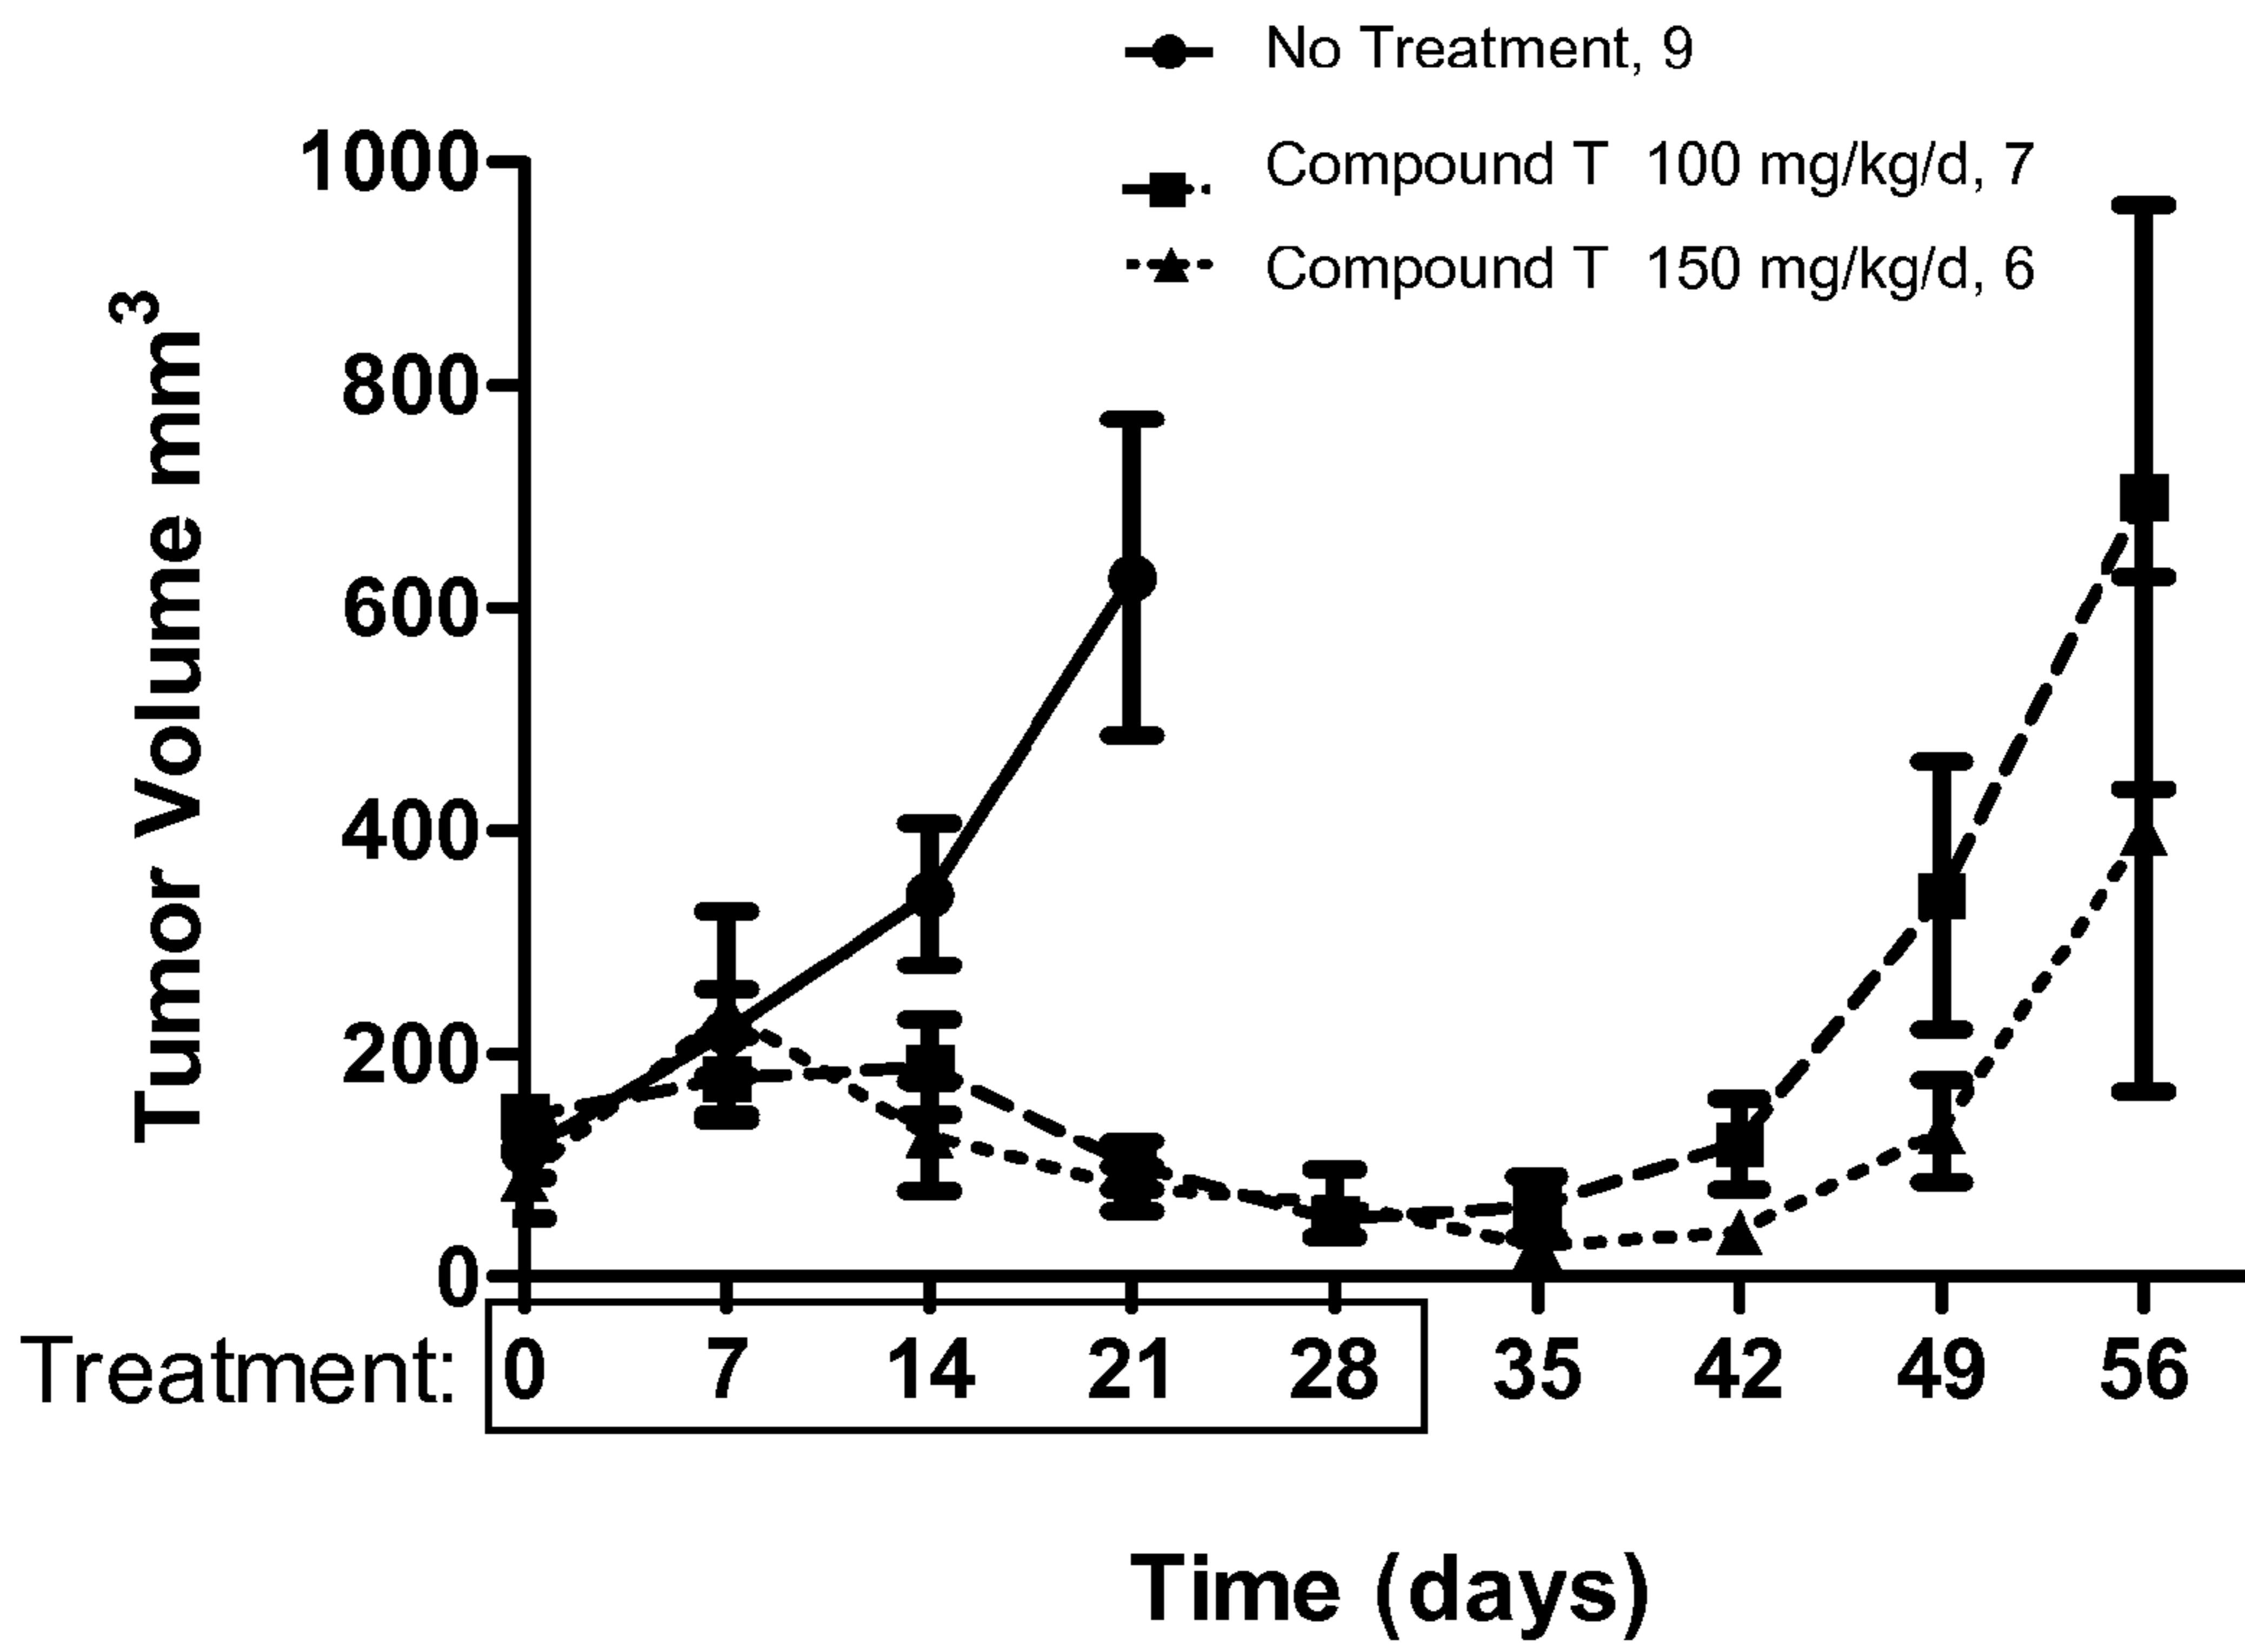 No Treatment, 9
Compound T 100 mg/kg/d, 7
Compound T 150 mg/kg/d, 6
Tumor Volume mm³
1000
800
600
400
200
0
Treatment: 0 7 14 21 28 35 42 49 56
Time (days)